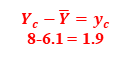 Y_c − Ȳ = y_c
8-6.1 = 1.9